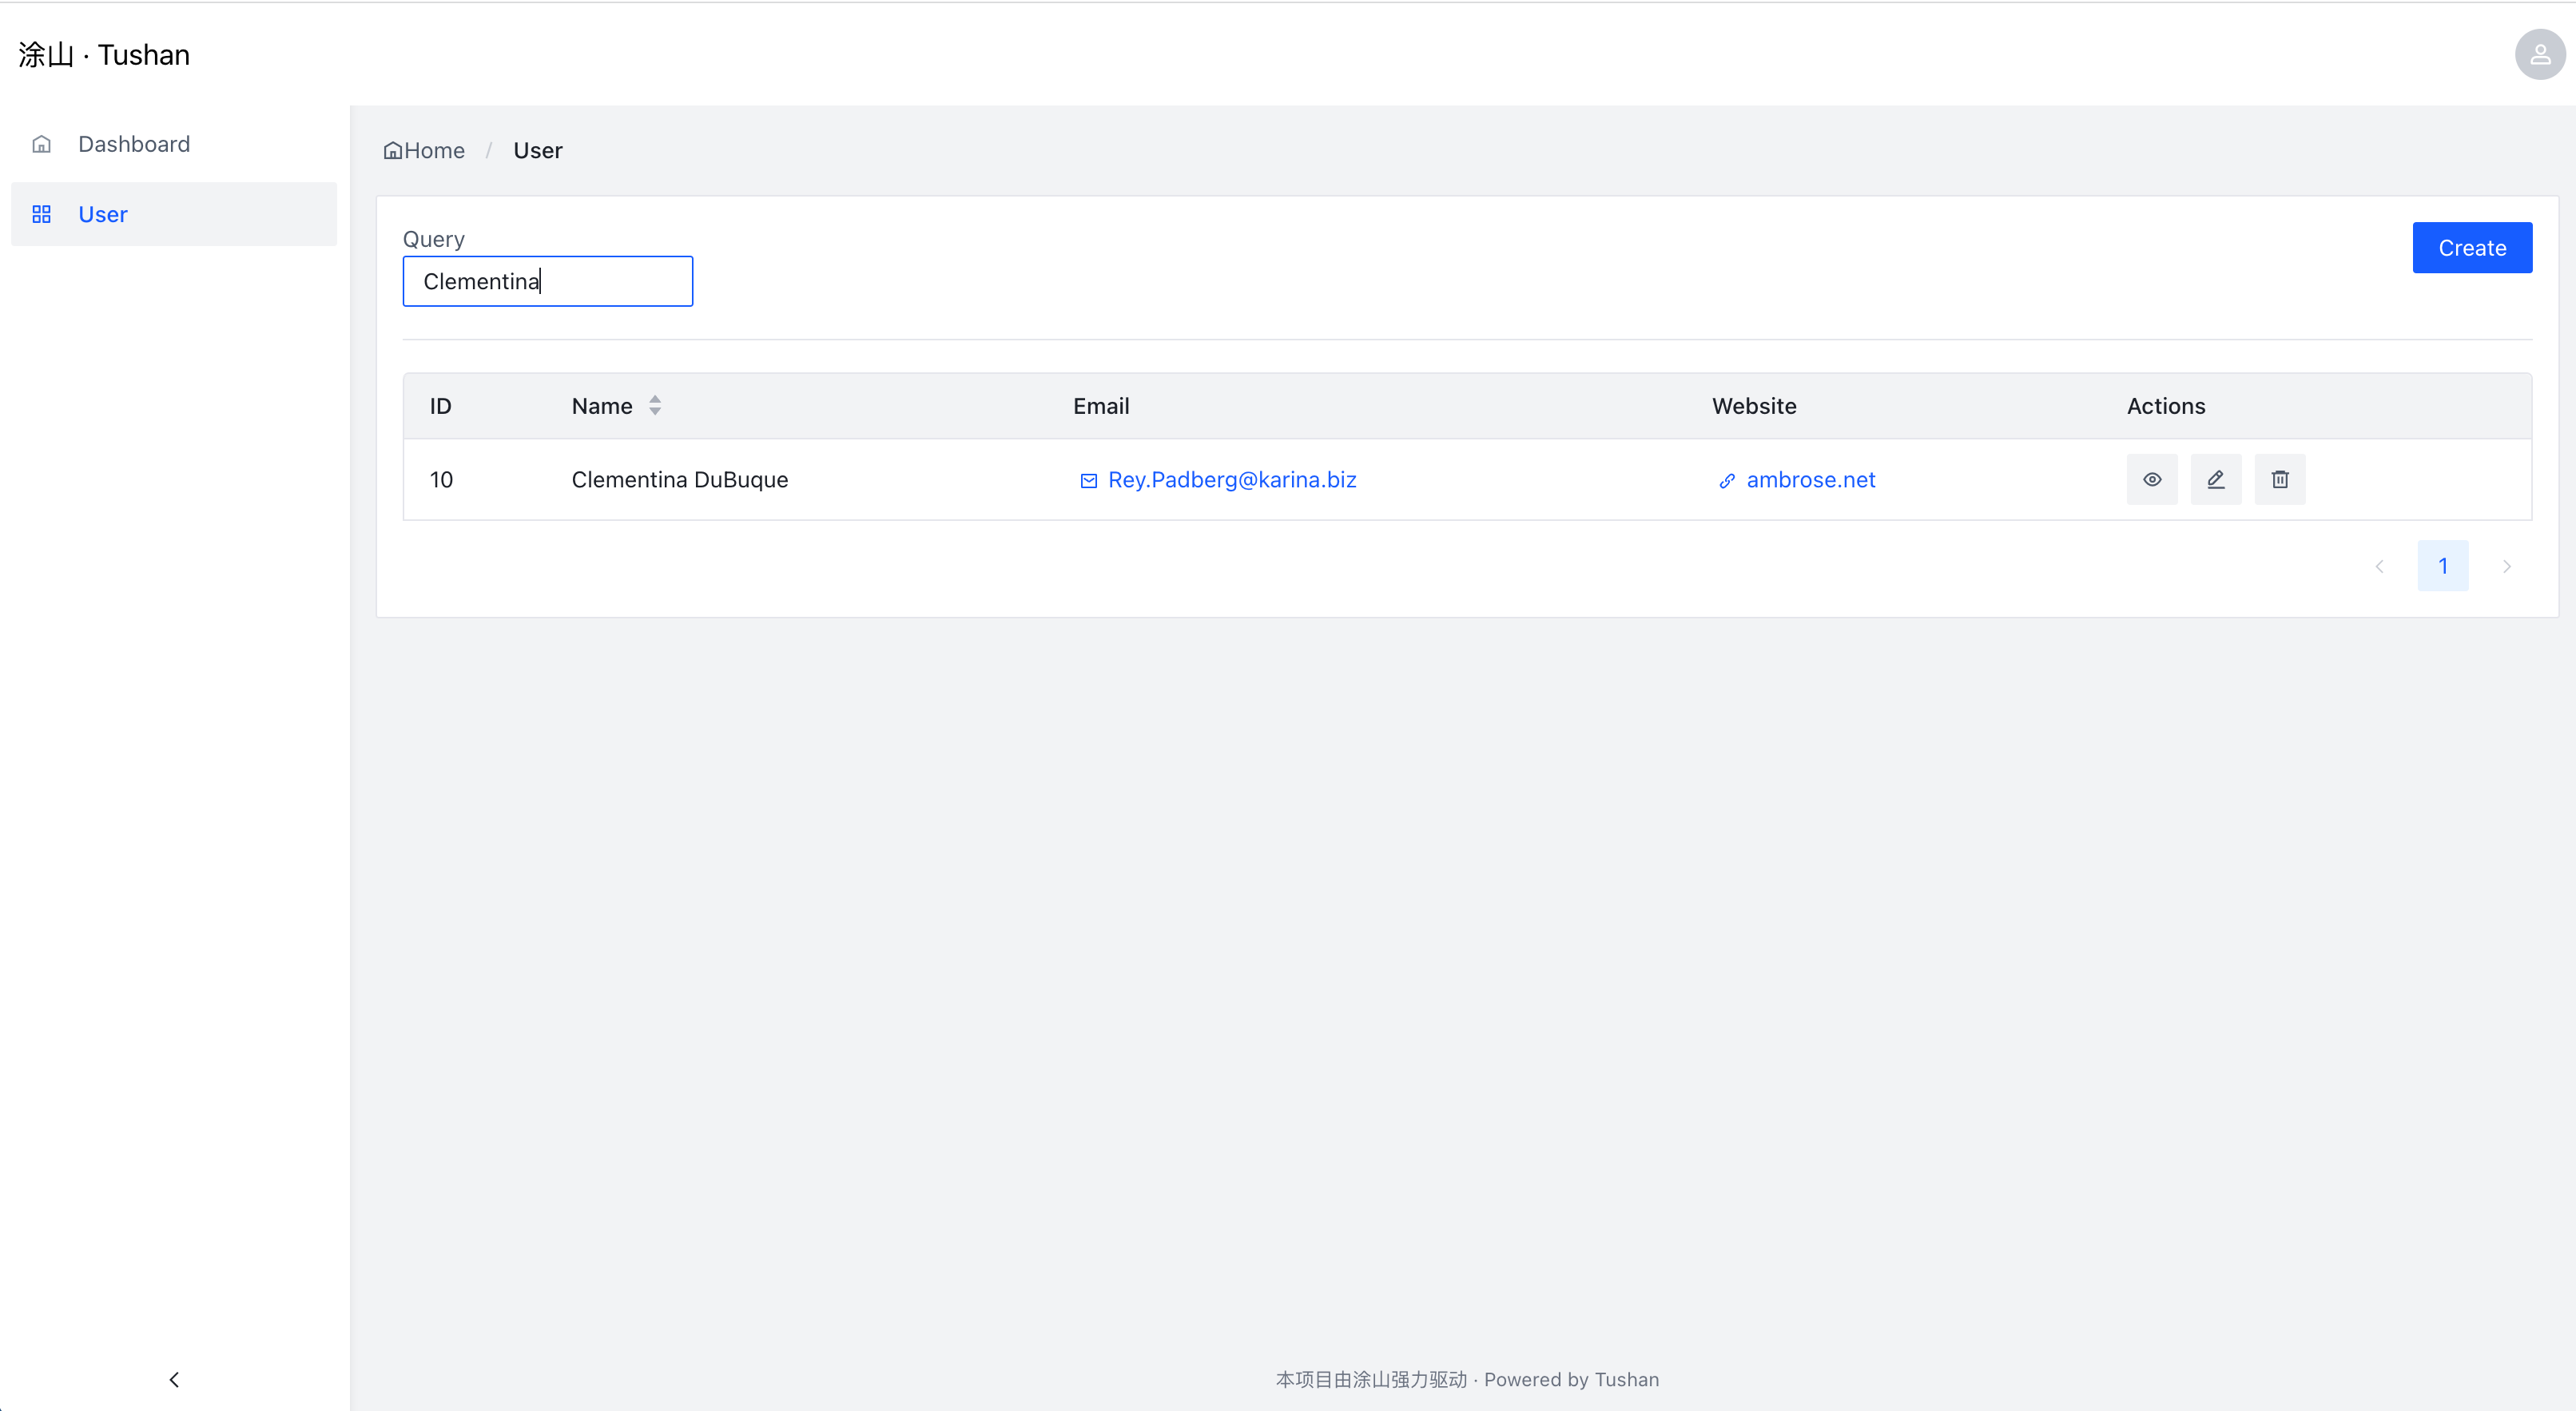 涂山 · Tushan
Dashboard
User
Home / User
Query
Create
Clementina
ID Name Email Website Actions
10 Clementina DuBuque Rey.Padberg@karina.biz ambrose.net
1
本项目由涂山强力驱动 · Powered by Tushan